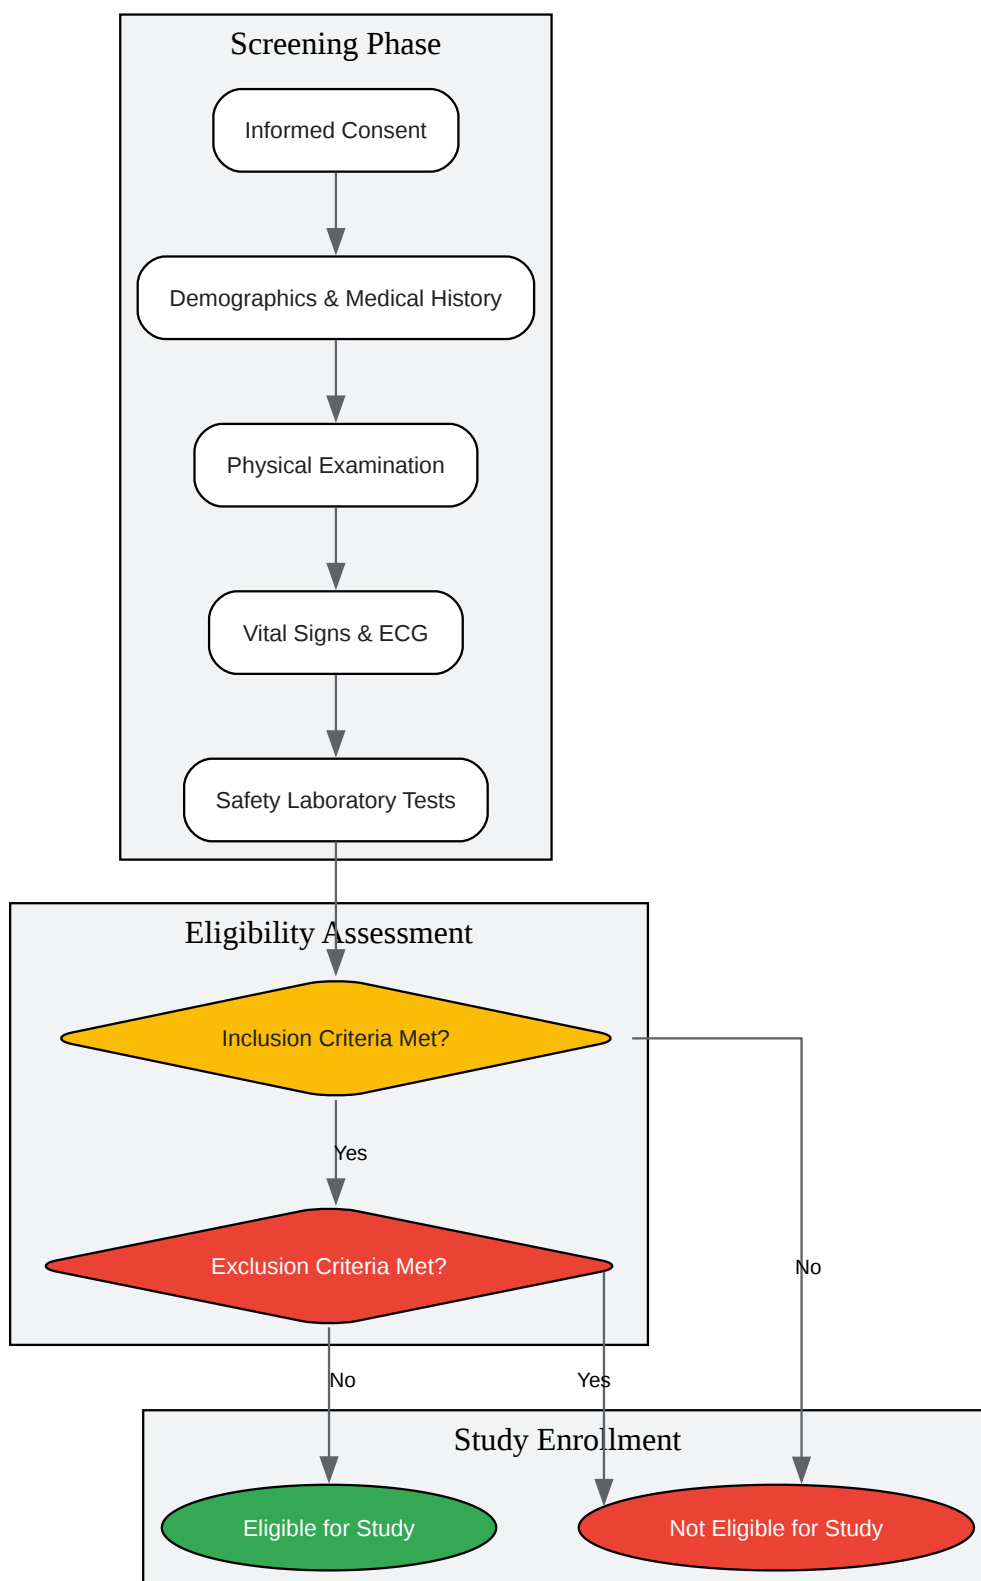 Screening Phase
Informed Consent
Demographics & Medical History
Physical Examination
Vital Signs & ECG
Safety Laboratory Tests
Eligibility Assessment
Inclusion Criteria Met?
Yes
Exclusion Criteria Met?
No
No
Yes
Study Enrollment
Eligible for Study
Not Eligible for Study